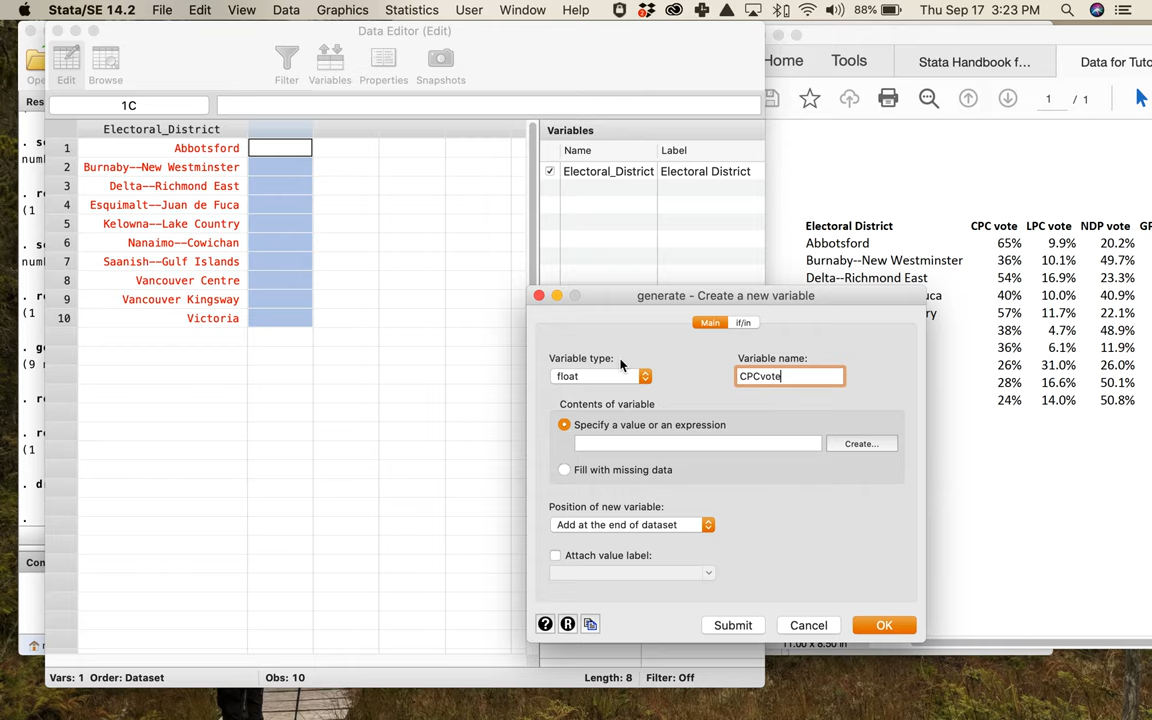 Stata/SE 14.2 File Edit View Data Graphics Statistics User Window Help 88% Thu Sep 17 3:23 PM
Data Editor (Edit)
Edit Browse Filter Variables Properties Snapshots
1C
Electoral_District
1 Abbotsford
2 Burnaby--New Westminster
3 Delta--Richmond East
4 Esquimalt--Juan de Fuca
5 Kelowna--Lake Country
6 Nanaimo--Cowichan
7 Saanish--Gulf Islands
8 Vancouver Centre
9 Vancouver Kingsway
10 Victoria
Variables
Name Label
Electoral_District Electoral District
Vars: 1 Order: Dataset Obs: 10 Length: 8 Filter: Off
generate - Create a new variable
Main if/in
Variable type: Variable name:
float CPCvote
Contents of variable
Specify a value or an expression
Create...
Fill with missing data
Position of new variable:
Add at the end of dataset
Attach value label:
? R Submit Cancel OK
Home Tools Stata Handbook f... Data for Tuto
1 / 1
Electoral District CPC vote LPC vote NDP vote
Abbotsford 65% 9.9% 20.2%
Burnaby--New Westminster 36% 10.1% 49.7%
Delta--Richmond East 54% 16.9% 23.3%
uca 40% 10.0% 40.9%
ry 57% 11.7% 22.1%
38% 4.7% 48.9%
36% 6.1% 11.9%
26% 31.0% 26.0%
28% 16.6% 50.1%
24% 14.0% 50.8%